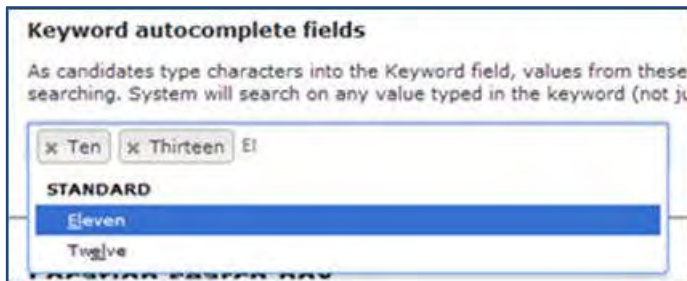 Keyword autocomplete fields
As candidates type characters into the Keyword field, values from these
searching. System will search on any value typed in the keyword (not ju
x Ten x Thirteen El
STANDARD
Eleven
Twelve